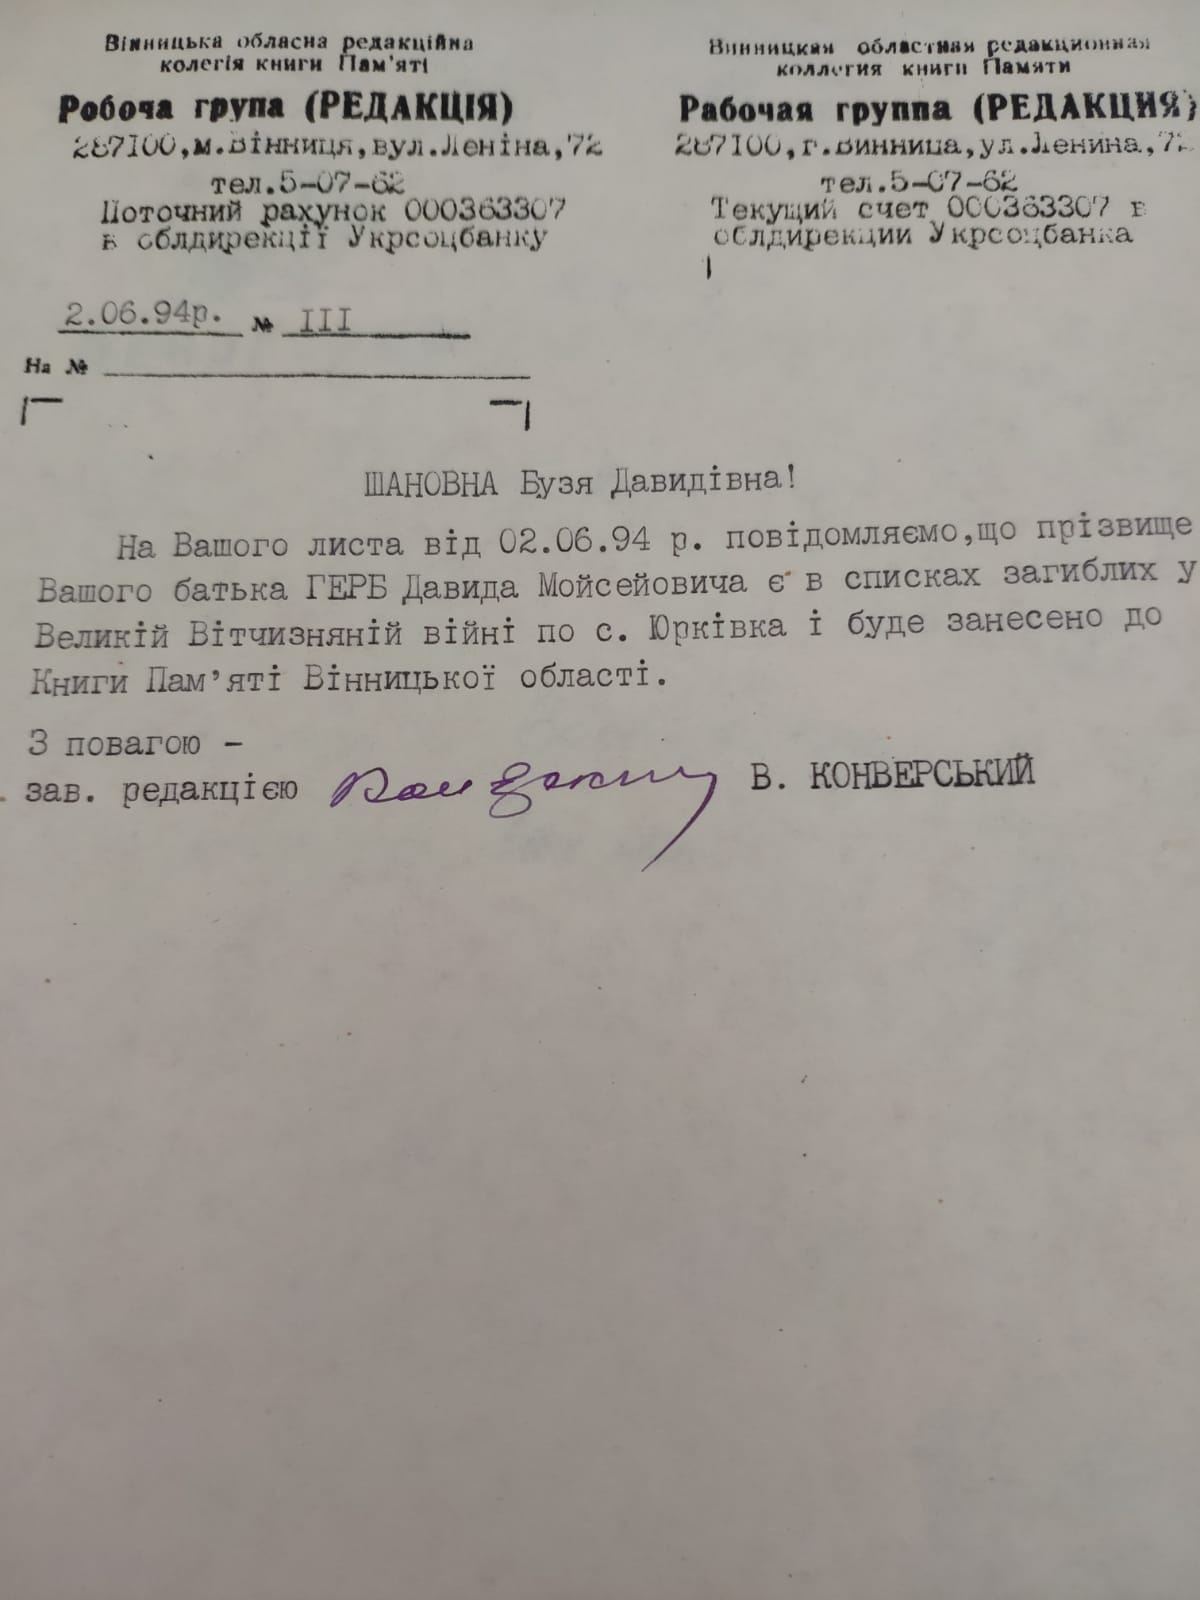 Вінницька обласна редакційна
колегія книги Пам'яті
Робоча група (РЕДАКЦІЯ)
287100,м.Вінниця,вул.Леніна,72
тел.5-07-62
Поточний рахунок 000363307
в облдирекції Укрсоцбанку
Винницкая областная редакционная
коллегия книги Памяти
Рабочая группа (РЕДАКЦИЯ)
287100,г.Винница,ул.Ленина,72
тел.5-07-62
Текущий счет 000363307 в
облдирекции Укрсоцбанка
2.06.94р. № III
На №
ШАНОВНА Бузя Давидівна!
На Вашого листа від 02.06.94 р. повідомляємо,що прізвище
Вашого батька ГЕРБ Давида Мойсейовича є в списках загиблих у
Великій Вітчизняній війні по с. Юрківка і буде занесено до
Книги Пам'яті Вінницької області.
З повагою -
зав. редакцією В. КОНВЕРСЬКИЙ